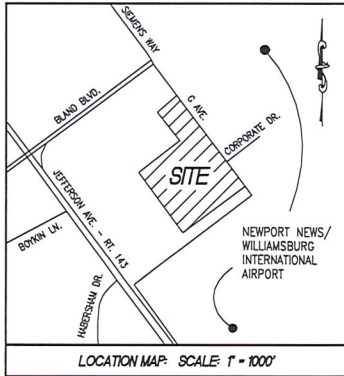 SIEMENS WAY
G AVE.
BLAND BLVD.
CORPORATE DR.
SITE
JEFFERSON AVE. - RT. 143
BOYKIN LN.
NEWPORT NEWS/
WILLIAMSBURG
INTERNATIONAL
AIRPORT
HABERSHAM DR.
LOCATION MAP: SCALE: 1" = 1000'